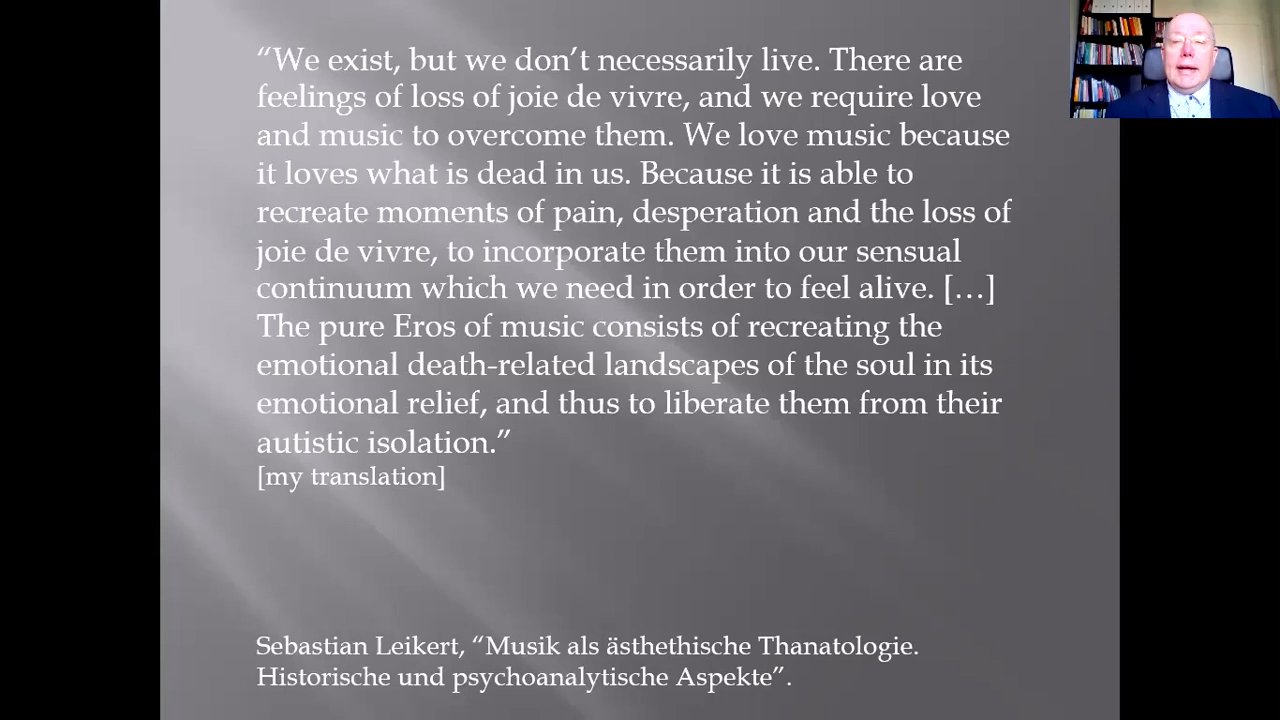 “We exist, but we don’t necessarily live. There are
feelings of loss of joie de vivre, and we require love
and music to overcome them. We love music because
it loves what is dead in us. Because it is able to
recreate moments of pain, desperation and the loss of
joie de vivre, to incorporate them into our sensual
continuum which we need in order to feel alive. […]
The pure Eros of music consists of recreating the
emotional death-related landscapes of the soul in its
emotional relief, and thus to liberate them from their
autistic isolation.”
[my translation]
Sebastian Leikert, “Musik als ästhethische Thanatologie.
Historische und psychoanalytische Aspekte”.